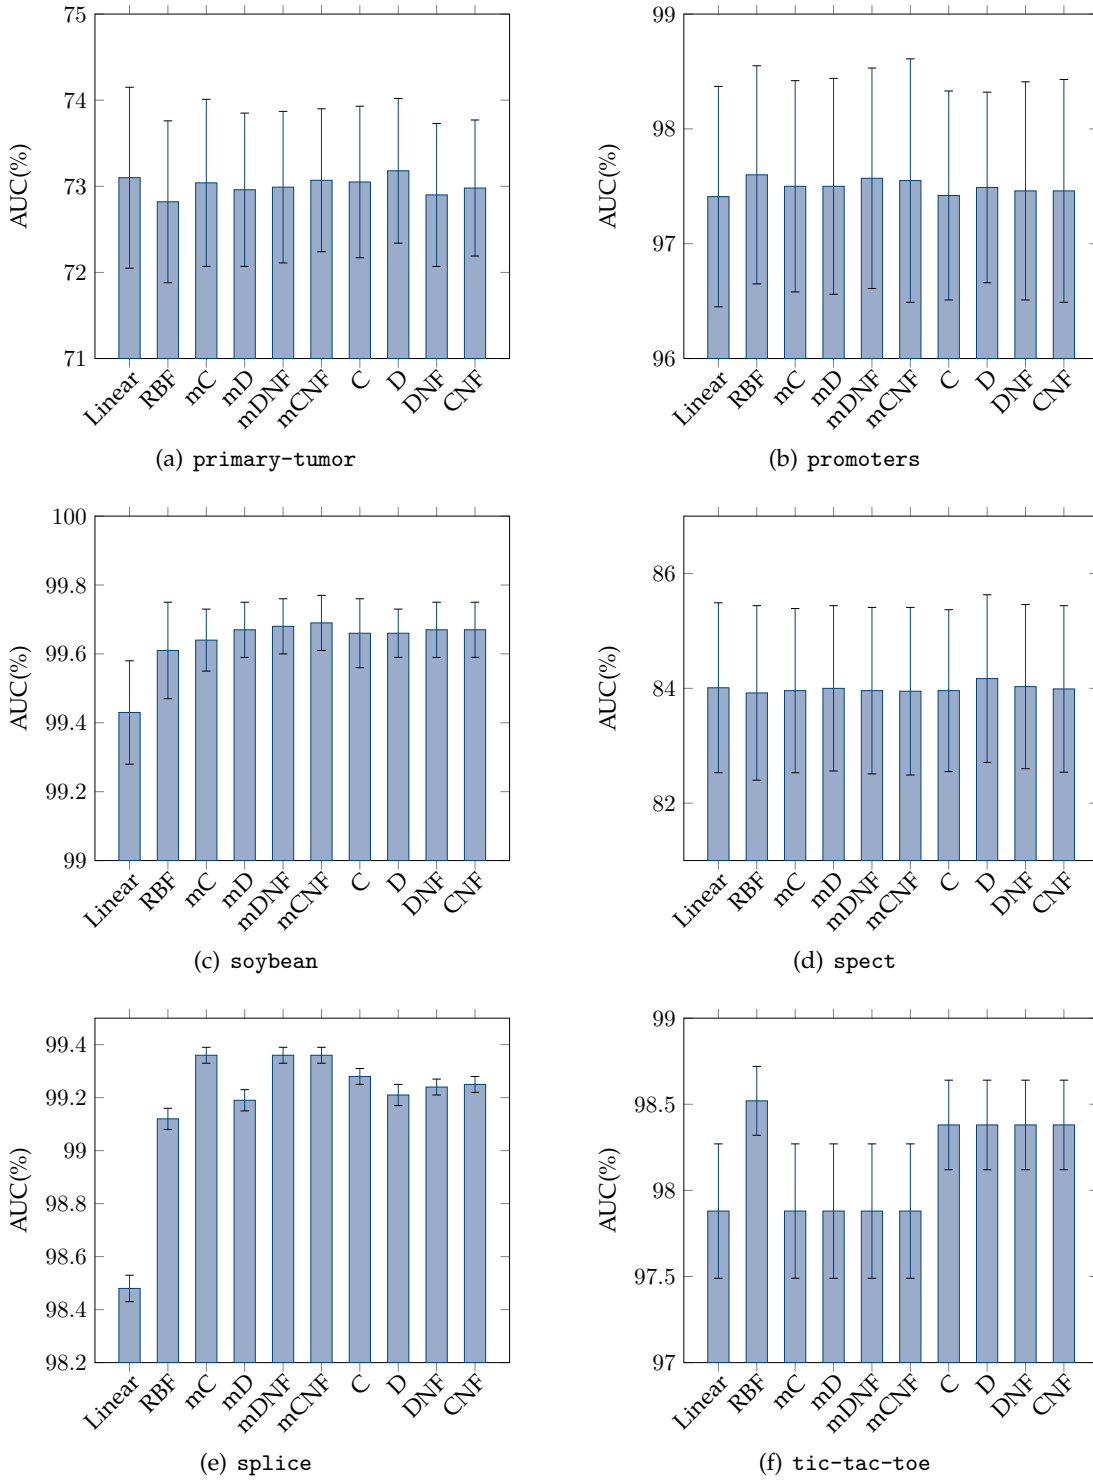 75
74
73
72
71
AUC(%)
Linear
RBF
mC
mD
mDNF
mCNF
C
D
DNF
CNF
(a) primary-tumor
99
98
97
96
AUC(%)
Linear
RBF
mC
mD
mDNF
mCNF
C
D
DNF
CNF
(b) promoters
100
99.8
99.6
99.4
99.2
99
AUC(%)
Linear
RBF
mC
mD
mDNF
mCNF
C
D
DNF
CNF
(c) soybean
86
84
82
AUC(%)
Linear
RBF
mC
mD
mDNF
mCNF
C
D
DNF
CNF
(d) spect
99.4
99.2
99
98.8
98.6
98.4
98.2
AUC(%)
Linear
RBF
mC
mD
mDNF
mCNF
C
D
DNF
CNF
(e) splice
99
98.5
98
97.5
97
AUC(%)
Linear
RBF
mC
mD
mDNF
mCNF
C
D
DNF
CNF
(f) tic-tac-toe